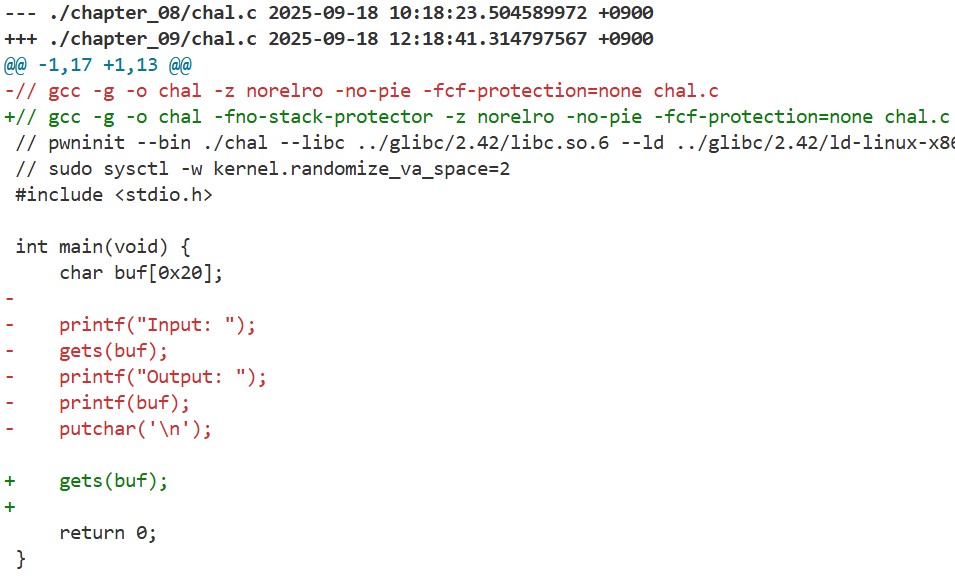 --- ./chapter_08/chal.c 2025-09-18 10:18:23.504589972 +0900
+++ ./chapter_09/chal.c 2025-09-18 12:18:41.314797567 +0900
@@ -1,17 +1,13 @@
-// gcc -g -o chal -z norelro -no-pie -fcf-protection=none chal.c
+// gcc -g -o chal -fno-stack-protector -z norelro -no-pie -fcf-protection=none chal.c
 // pwninit --bin ./chal --libc ../glibc/2.42/libc.so.6 --ld ../glibc/2.42/ld-linux-x86
 // sudo sysctl -w kernel.randomize_va_space=2
 #include <stdio.h>
 int main(void) {
     char buf[0x20];
-
-    printf("Input: ");
-    gets(buf);
-    printf("Output: ");
-    printf(buf);
-    putchar('\n');
+    gets(buf);
+
     return 0;
 }